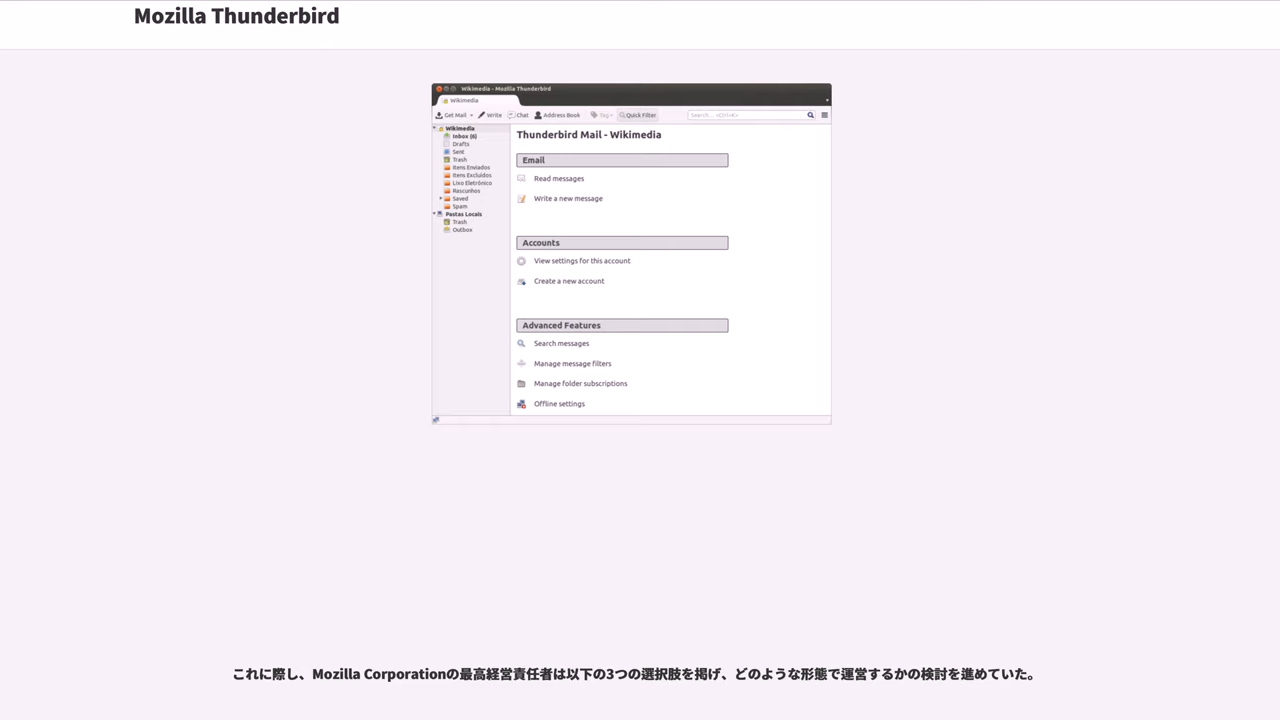 Mozilla Thunderbird
Wikimedia - Mozilla Thunderbird
Wikimedia
Get Mail Write Chat Address Book Tag Quick Filter Search... <Ctrl+K>
Wikimedia
Inbox (6)
Drafts
Sent
Trash
Itens Enviados
Itens Excluidos
Lixo Eletrônico
Rascunhos
Saved
Spam
Pastas Locais
Trash
Outbox
Thunderbird Mail - Wikimedia
Email
Read messages
Write a new message
Accounts
View settings for this account
Create a new account
Advanced Features
Search messages
Manage message filters
Manage folder subscriptions
Offline settings
これに際し、Mozilla Corporationの最高経営責任者は以下の3つの選択肢を掲げ、どのような形態で運営するかの検討を進めていた。